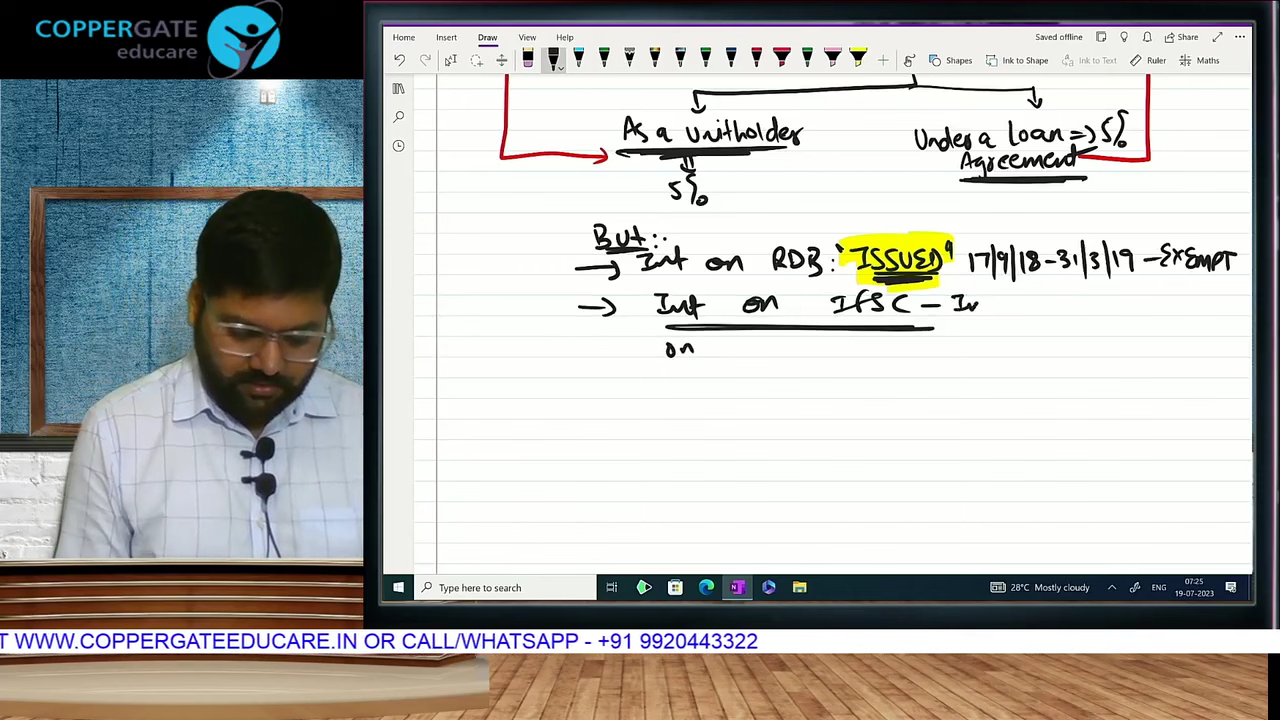 COPPERGATE
educare
Home Insert Draw View Help
Saved offline
Share
Shapes
Ink to Shape
Ink to Text
Ruler
Maths
As a unitholder
5%
Under a loan => 5%
Agreement
But:
→ Int on RDB: "ISSUED" 17/9/18-31/3/19 - EXEMPT
→ Int on IFSC -
on
Type here to search
28°C Mostly cloudy
ENG
07:25
19-07-2023
T WWW.COPPERGATEEDUCARE.IN OR CALL/WHATSAPP - +91 9920443322